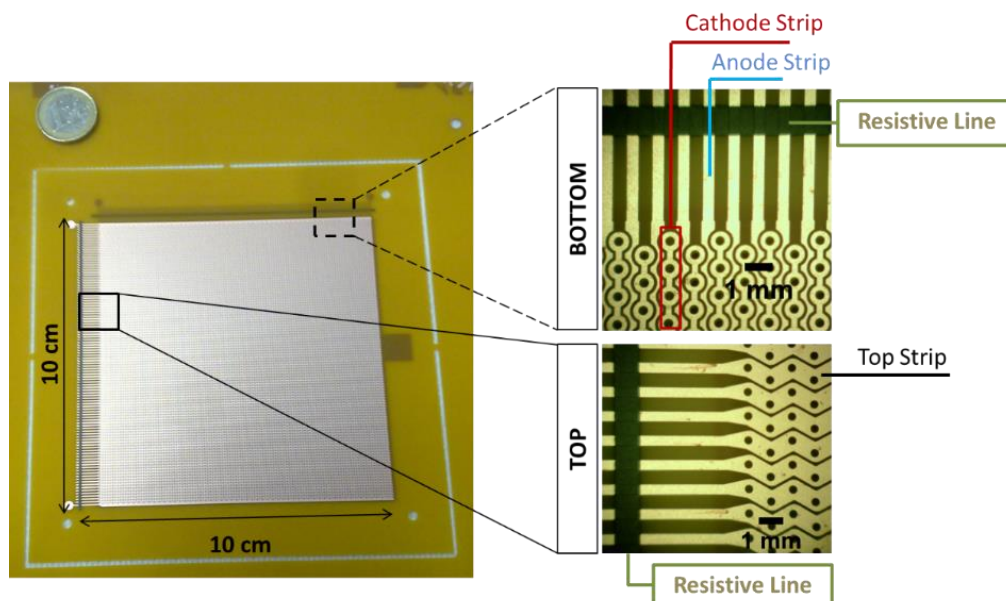 Cathode Strip
Anode Strip
Resistive Line
BOTTOM
1 mm
10 cm
Top Strip
TOP
1 mm
10 cm
Resistive Line